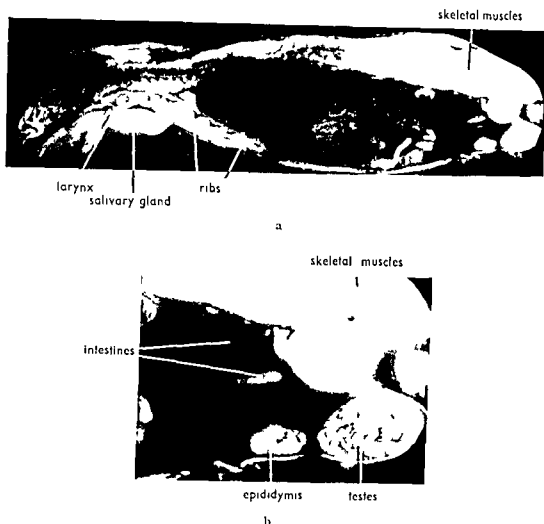 skeletal muscles
larynx
salivary gland
ribs
a
skeletal muscles
intestines
epididymis
testes
b